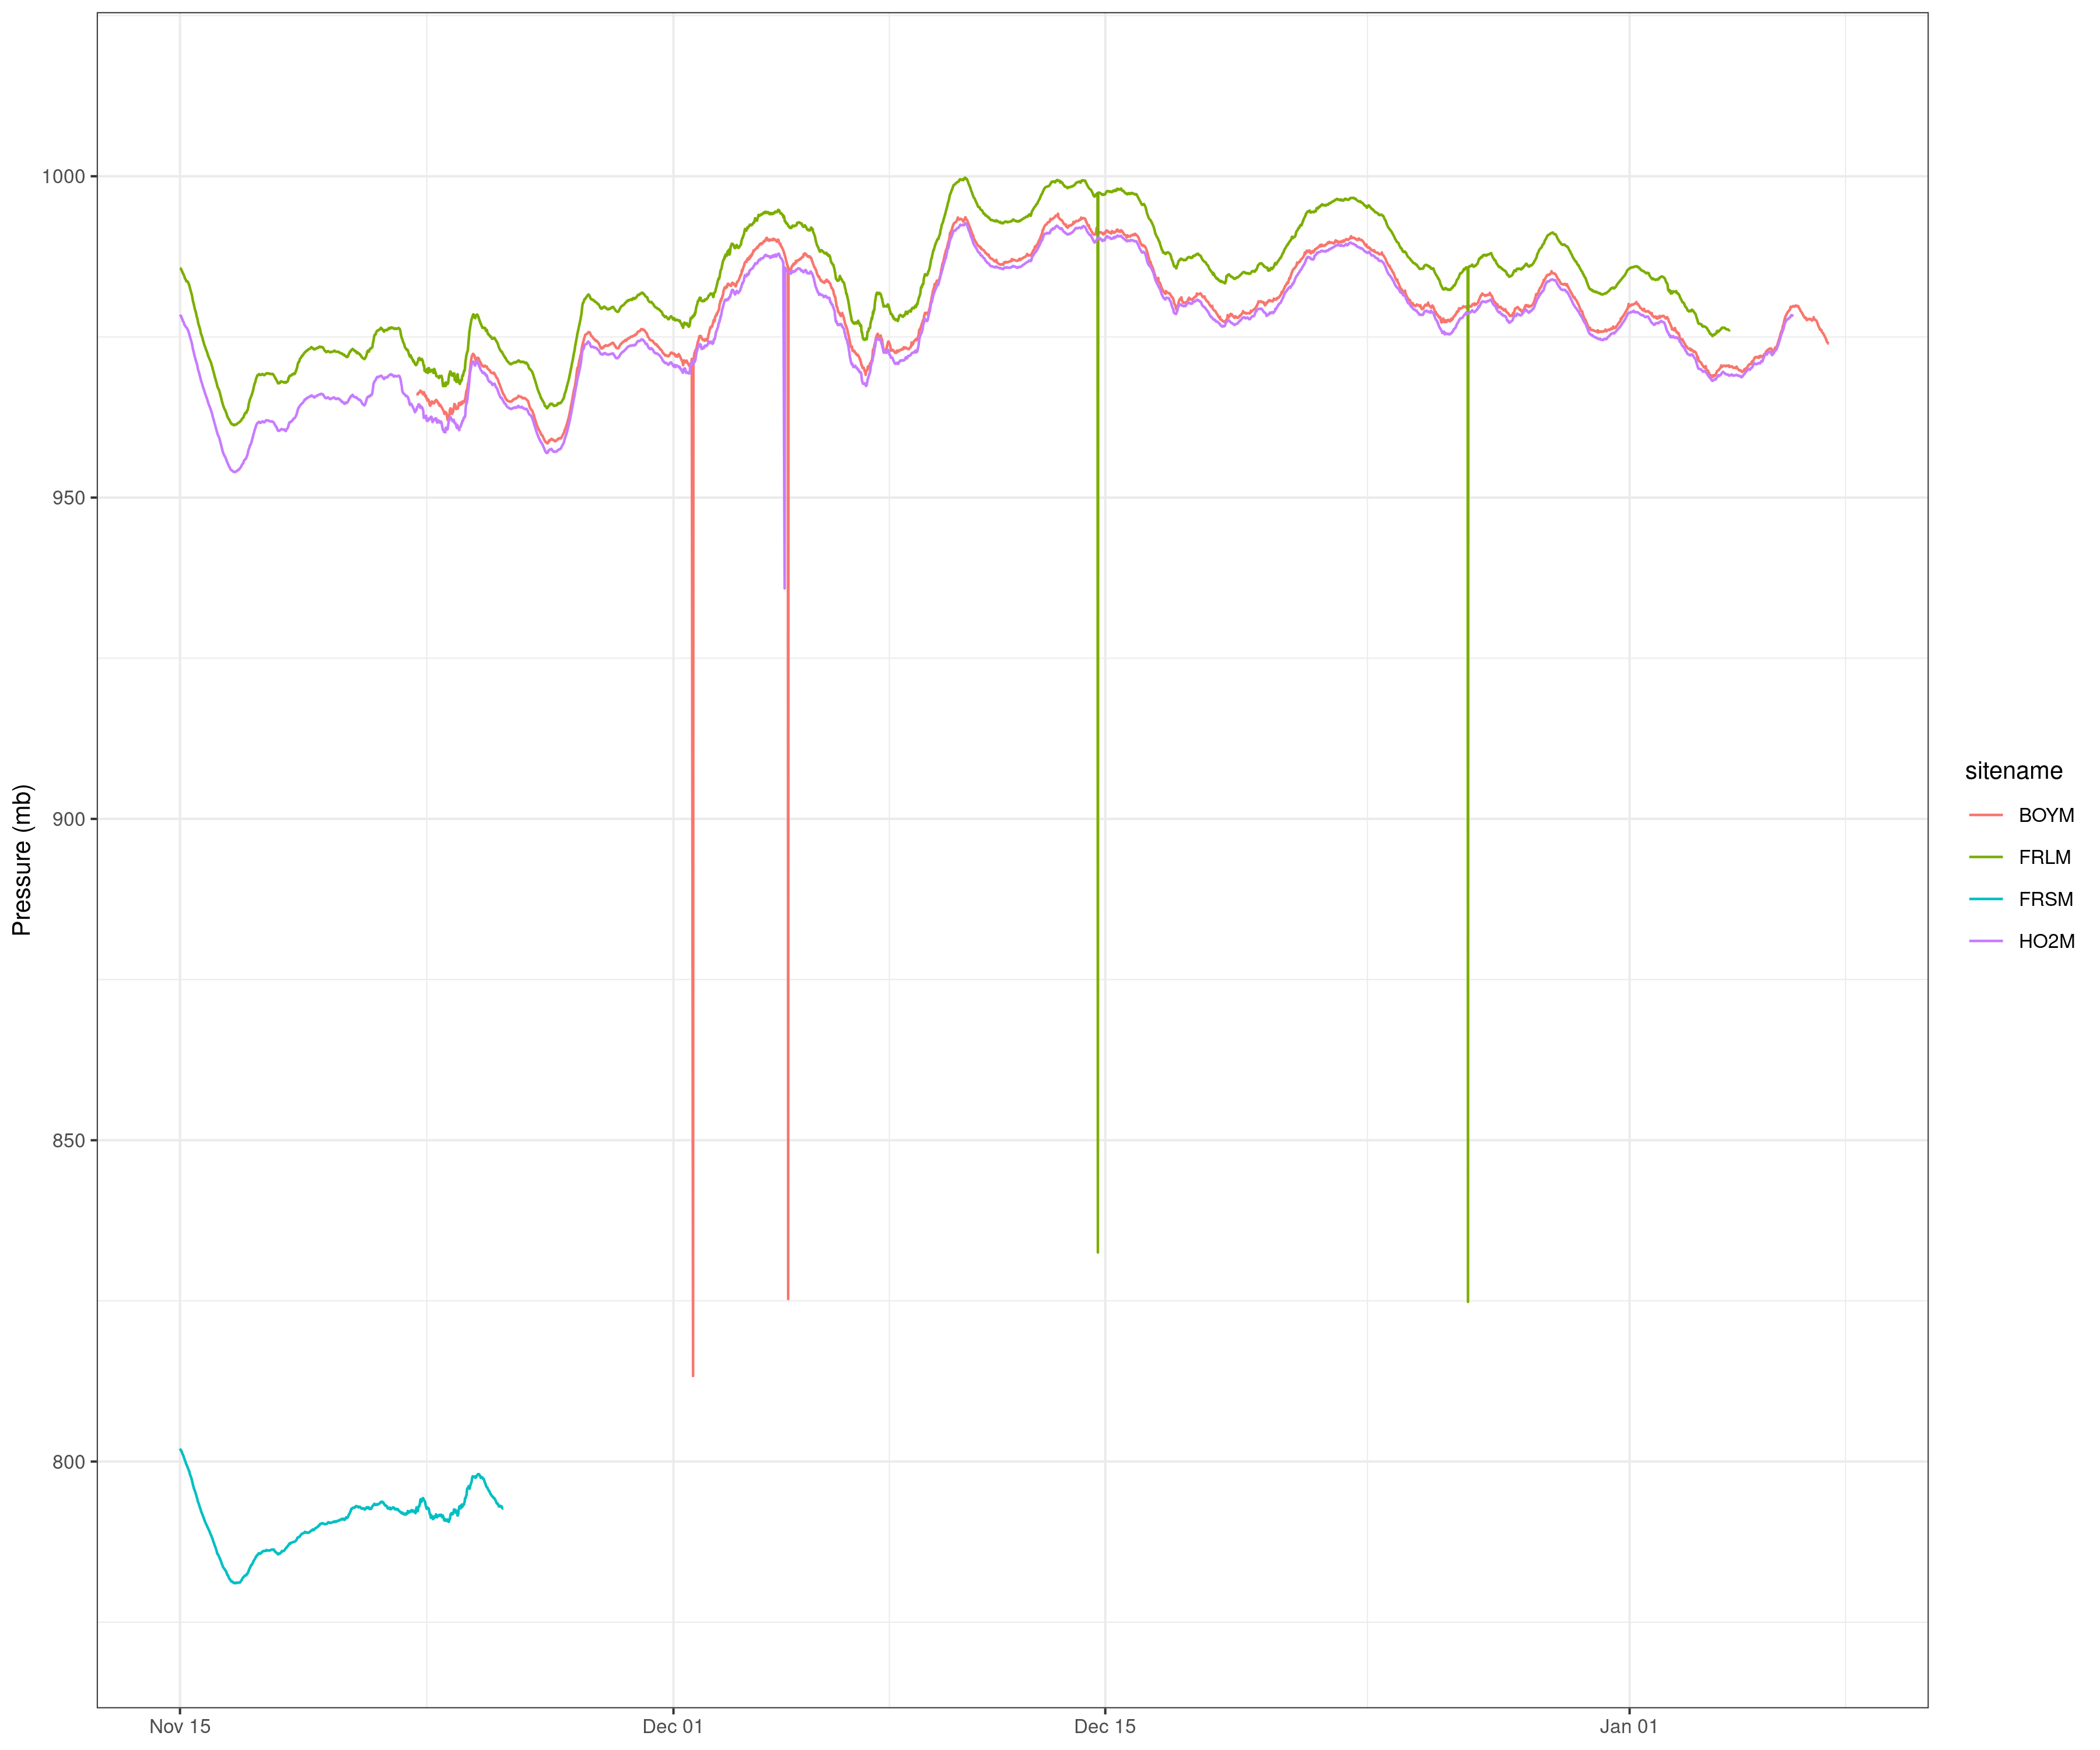 1000
950
900
850
800
Pressure (mb)
Nov 15
Dec 01
Dec 15
Jan 01
sitename
BOYM
FRLM
FRSM
HO2M